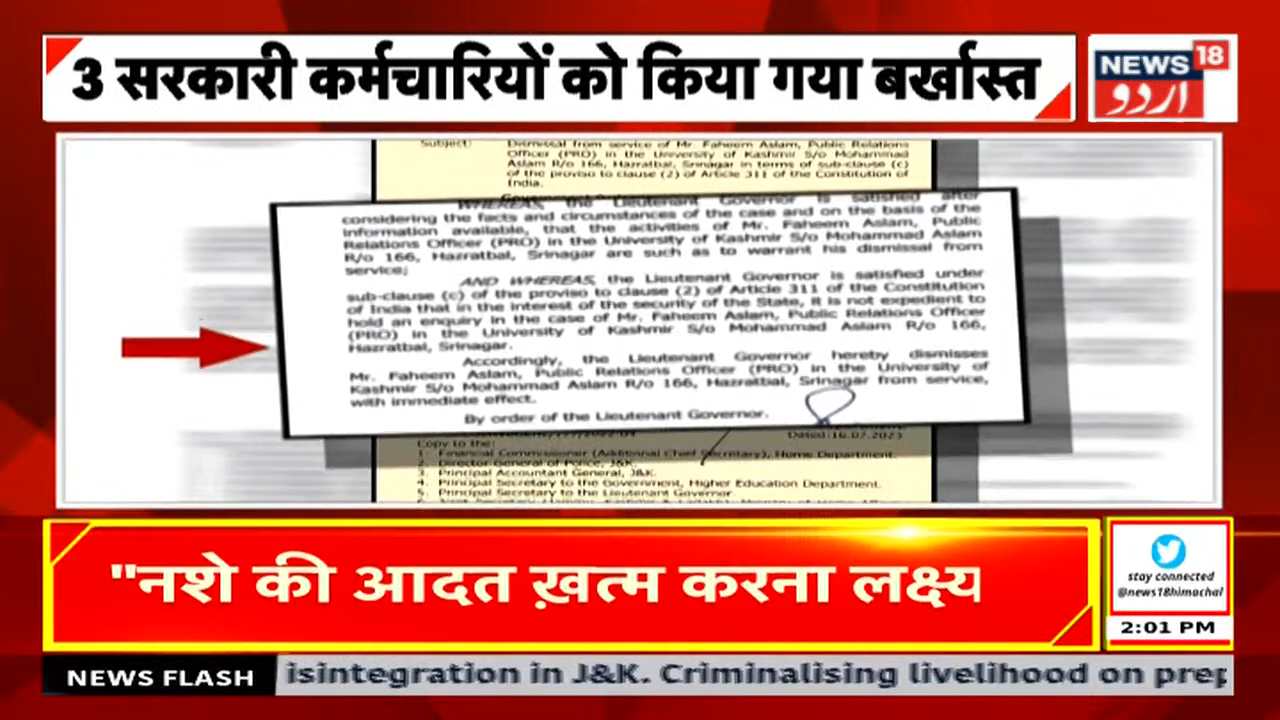 3 सरकारी कर्मचारियों को किया गया बर्खास्त
NEWS 18
اردو
Subject: Dismissal from service of Mr. Faheem Aslam, Public Relations
Officer (PRO) in the University of Kashmir S/o Mohammad
Aslam R/o 166, Hazratbal, Srinagar in terms of sub-clause (c)
of the proviso to clause (2) of Article 311 of the Constitution of
India.
WHEREAS, the Lieutenant Governor is satisfied after
considering the facts and circumstances of the case and on the basis of the
information available, that the activities of Mr. Faheem Aslam, Public
Relations Officer (PRO) in the University of Kashmir S/o Mohammad Aslam
R/o 166, Hazratbal, Srinagar are such as to warrant his dismissal from
service;
AND WHEREAS, the Lieutenant Governor is satisfied under
sub-clause (c) of the proviso to clause (2) of Article 311 of the Constitution
of India that in the interest of the security of the State, it is not expedient to
hold an enquiry in the case of Mr. Faheem Aslam, Public Relations Officer
(PRO) in the University of Kashmir S/o Mohammad Aslam R/o 166,
Hazratbal, Srinagar.
Accordingly, the Lieutenant Governor hereby dismisses
Mr. Faheem Aslam, Public Relations Officer (PRO) in the University of
Kashmir S/o Mohammad Aslam R/o 166, Hazratbal, Srinagar from service,
with immediate effect.
By order of the Lieutenant Governor.
Dated:16.07.2023
Copy to the:
1. Financial Commissioner (Additional Chief Secretary), Home Department.
2. Director General of Police, J&K.
3. Principal Accountant General, J&K.
4. Principal Secretary to the Government, Higher Education Department.
5. Principal Secretary to the Lieutenant Governor.
"नशे की आदत ख़त्म करना लक्ष्य
stay connected
@news18himachal
2:01 PM
NEWS FLASH
isintegration in J&K. Criminalising livelihood on prep